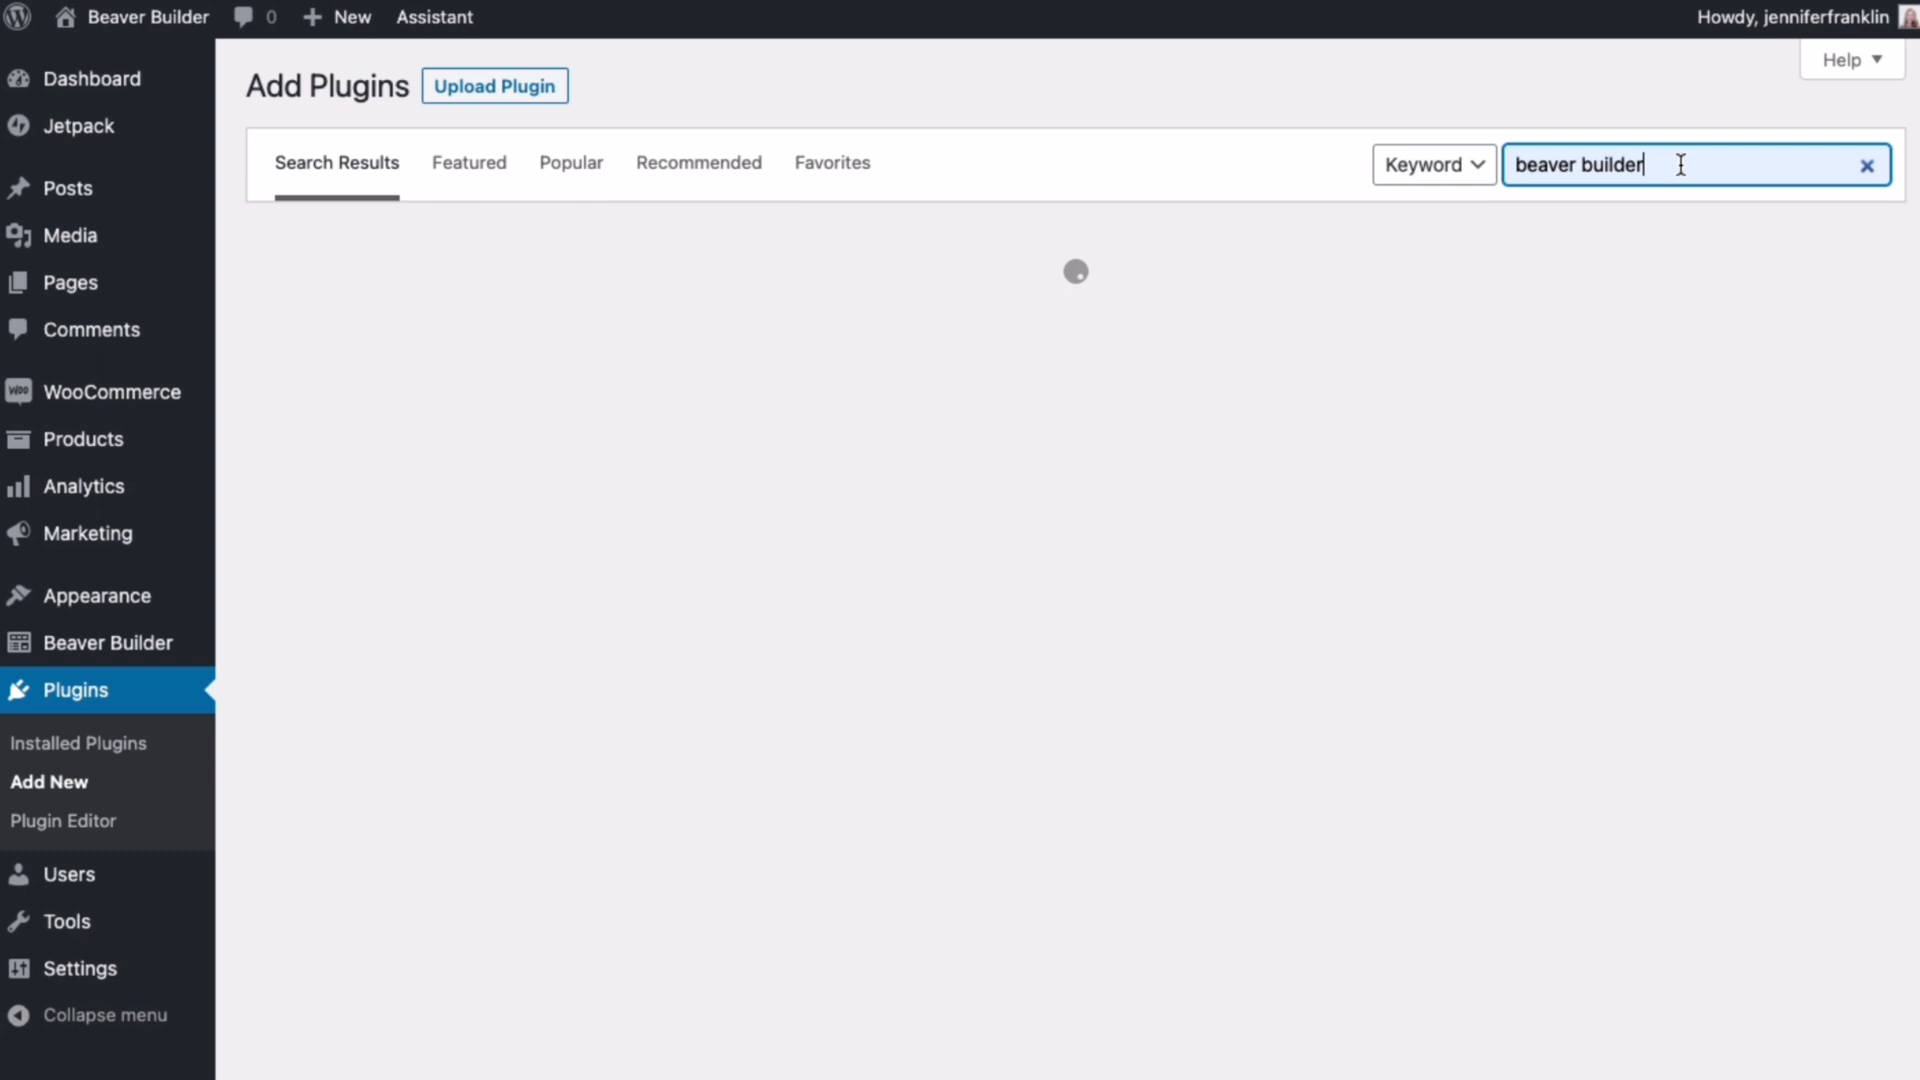 Beaver Builder 0 New Assistant Howdy, jenniferfranklin
Help
Dashboard
Jetpack
Posts
Media
Pages
Comments
WooCommerce
Products
Analytics
Marketing
Appearance
Beaver Builder
Plugins
Installed Plugins
Add New
Plugin Editor
Users
Tools
Settings
Collapse menu
Add Plugins Upload Plugin
Search Results Featured Popular Recommended Favorites Keyword beaver builder